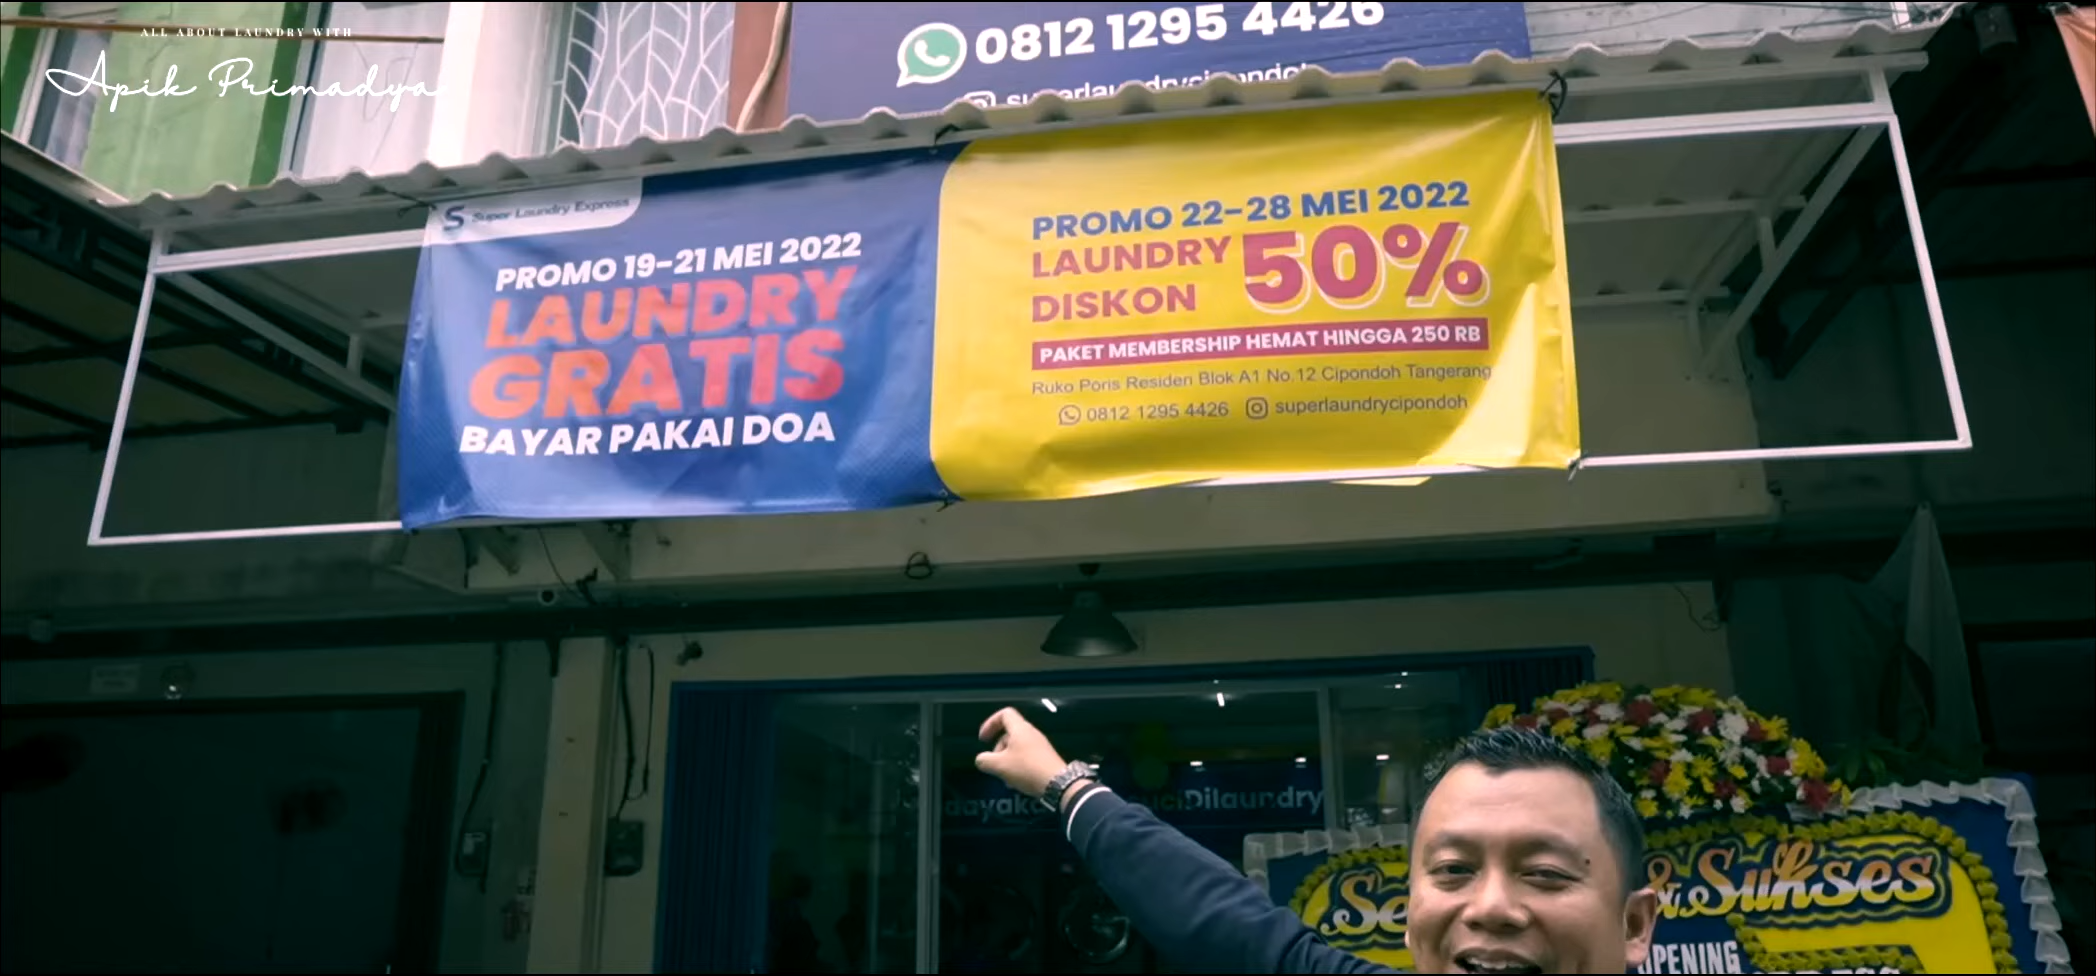 ALL ABOUT LAUNDRY WITH
Apik Primadya
0812 1295 4426
superlaundrycipondoh
Super Laundry Express
PROMO 19-21 MEI 2022
LAUNDRY
GRATIS
BAYAR PAKAI DOA
PROMO 22-28 MEI 2022
LAUNDRY
DISKON
50%
PAKET MEMBERSHIP HEMAT HINGGA 250 RB
Ruko Poris Residen Blok A1 No.12 Cipondoh Tangerang
0812 1295 4426 superlaundrycipondoh
Dilaundry
& Sukses
OPENING